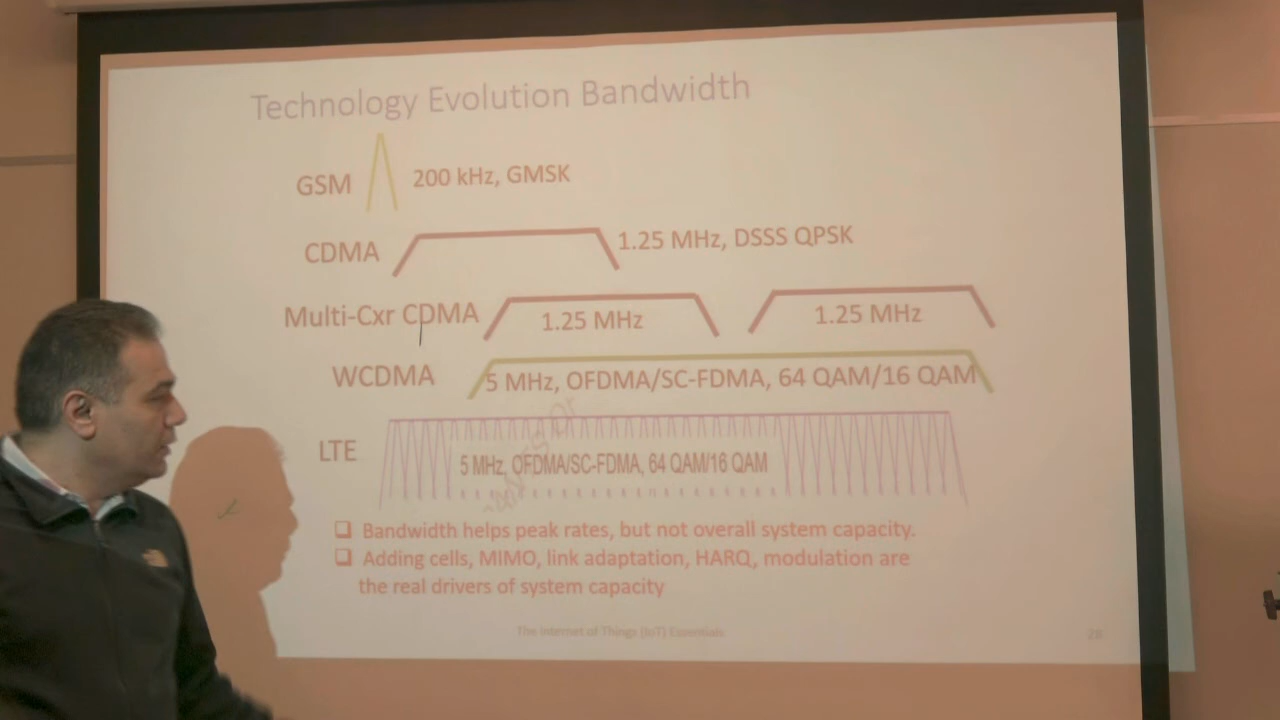 Technology Evolution Bandwidth
GSM 200 kHz, GMSK
CDMA 1.25 MHz, DSSS QPSK
Multi-Cxr CDMA 1.25 MHz 1.25 MHz
WCDMA 5 MHz, OFDMA/SC-FDMA, 64 QAM/16 QAM
LTE 5 MHz, OFDMA/SC-FDMA, 64 QAM/16 QAM
❑ Bandwidth helps peak rates, but not overall system capacity.
❑ Adding cells, MIMO, link adaptation, HARQ, modulation are
the real drivers of system capacity
The Internet of Things (IoT) Essentials 28